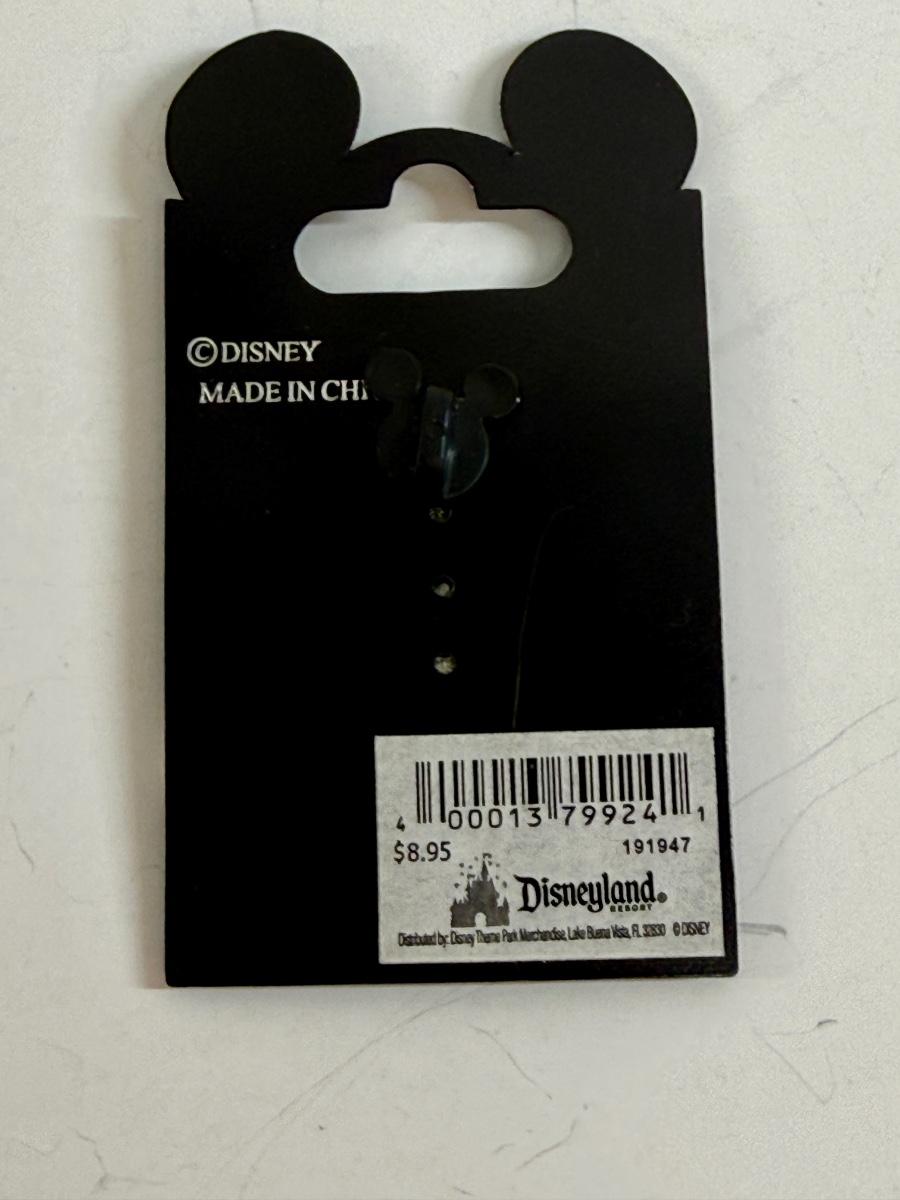 ©DISNEY
MADE IN CHI
4 00013 79924 1
$8.95 191947
Disneyland®
RESORT
Distributed by: Disney Theme Park Merchandise, Lake Buena Vista, FL 32830 © DISNEY